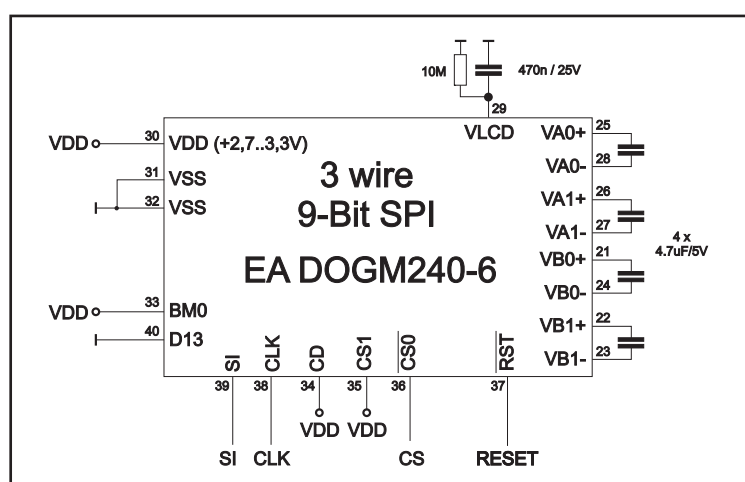 10M
470n / 25V
29
VLCD
VDD
30
VDD (+2,7..3,3V)
31
VSS
32
VSS
3 wire
9-Bit SPI
EA DOGM240-6
VA0+
25
VA0-
28
VA1+
26
VA1-
27
VB0+
21
VB0-
24
VB1+
22
VB1-
23
4 x
4.7uF/5V
VDD
33
BM0
40
D13
SI
CLK
CD
CS1
CS0
RST
39
38
34
35
36
37
VDD
VDD
SI
CLK
CS
RESET